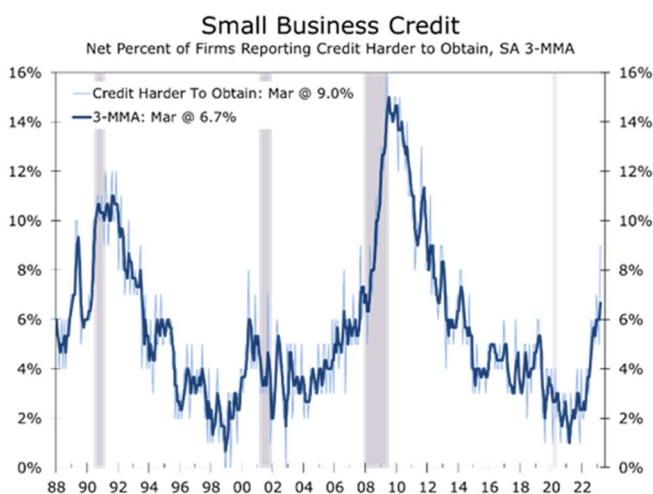 Small Business Credit
Net Percent of Firms Reporting Credit Harder to Obtain, SA 3-MMA
16% 16%
Credit Harder To Obtain: Mar @ 9.0%
3-MMA: Mar @ 6.7%
14% 14%
12% 12%
10% 10%
8% 8%
6% 6%
4% 4%
2% 2%
0% 0%
88 90 92 94 96 98 00 02 04 06 08 10 12 14 16 18 20 22